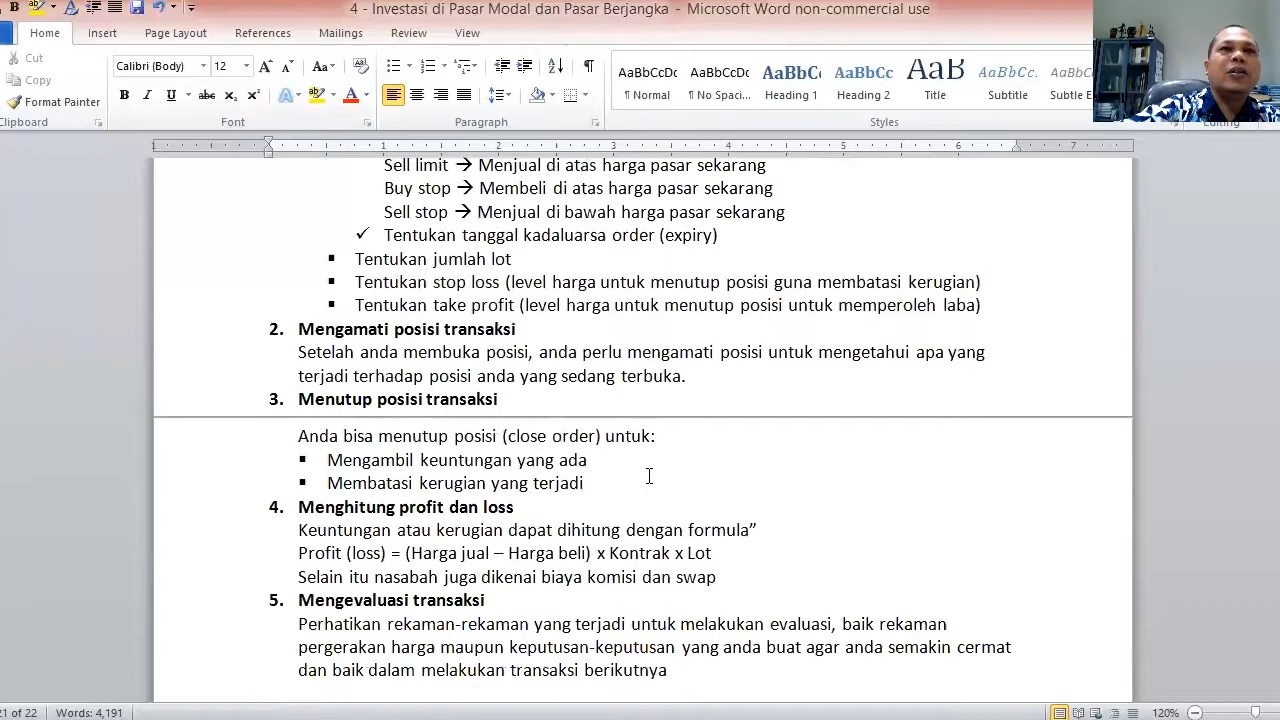 4 - Investasi di Pasar Modal dan Pasar Berjangka - Microsoft Word non-commercial use
Home Insert Page Layout References Mailings Review View
Cut
Copy
Format Painter
Clipboard
Calibri (Body) 12
Font
Paragraph
AaBbCcDc AaBbCcDc AaBbC AaBbCc AaB AaBbCc. AaBbCc
¶ Normal ¶ No Spaci... Heading 1 Heading 2 Title Subtitle Subtle E
Styles
Sell limit → Menjual di atas harga pasar sekarang
Buy stop → Membeli di atas harga pasar sekarang
Sell stop → Menjual di bawah harga pasar sekarang
✓ Tentukan tanggal kadaluarsa order (expiry)
▪ Tentukan jumlah lot
▪ Tentukan stop loss (level harga untuk menutup posisi guna membatasi kerugian)
▪ Tentukan take profit (level harga untuk menutup posisi untuk memperoleh laba)
2. Mengamati posisi transaksi
Setelah anda membuka posisi, anda perlu mengamati posisi untuk mengetahui apa yang
terjadi terhadap posisi anda yang sedang terbuka.
3. Menutup posisi transaksi
Anda bisa menutup posisi (close order) untuk:
▪ Mengambil keuntungan yang ada
▪ Membatasi kerugian yang terjadi
4. Menghitung profit dan loss
Keuntungan atau kerugian dapat dihitung dengan formula”
Profit (loss) = (Harga jual – Harga beli) x Kontrak x Lot
Selain itu nasabah juga dikenai biaya komisi dan swap
5. Mengevaluasi transaksi
Perhatikan rekaman-rekaman yang terjadi untuk melakukan evaluasi, baik rekaman
pergerakan harga maupun keputusan-keputusan yang anda buat agar anda semakin cermat
dan baik dalam melakukan transaksi berikutnya
21 of 22 Words: 4,191 120%